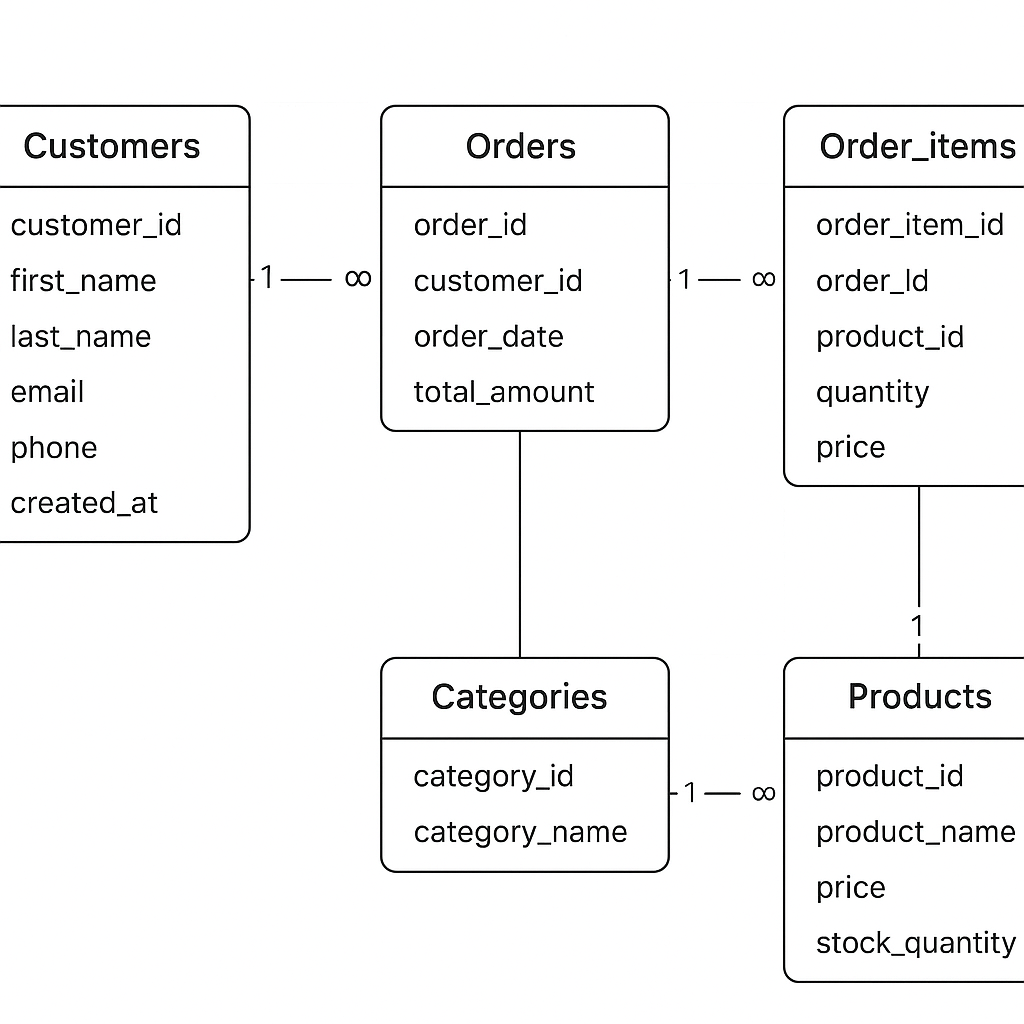 Customers
customer_id
first_name
last_name
email
phone
created_at
1
∞
Orders
order_id
customer_id
order_date
total_amount
1
∞
Order_items
order_item_id
order_ld
product_id
quantity
price
1
Categories
category_id
category_name
1
∞
Products
product_id
product_name
price
stock_quantity